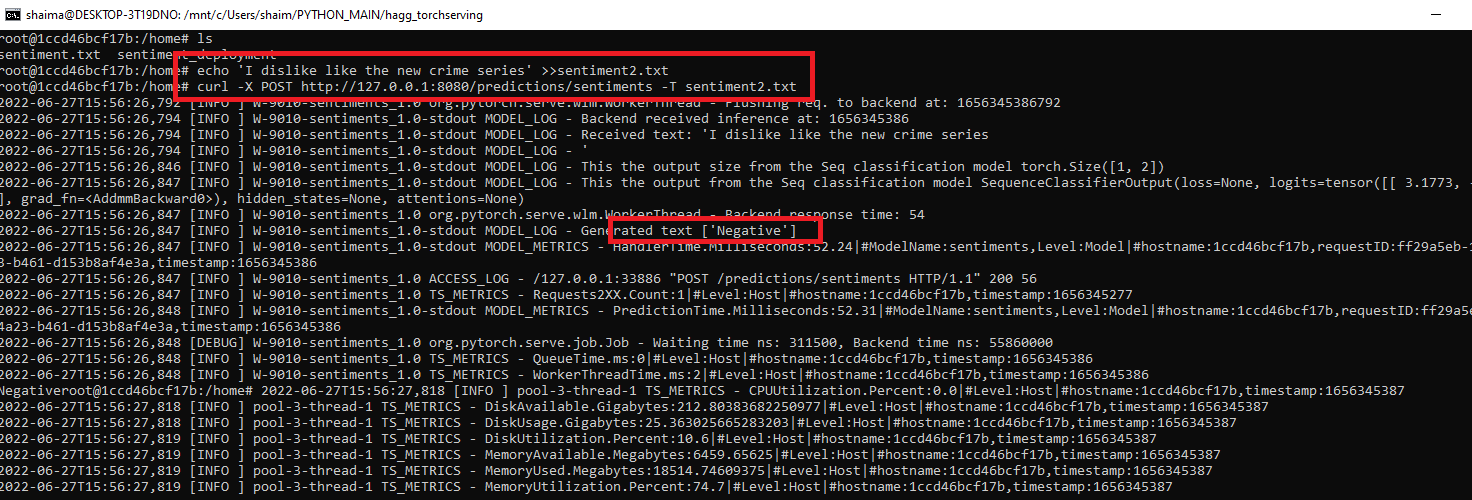 shaima@DESKTOP-3T19DNO: /mnt/c/Users/shaim/PYTHON_MAIN/hagg_torchserving
root@1ccd46bcf17b:/home# ls
sentiment.txt  sentiment_deployment
root@1ccd46bcf17b:/home# echo 'I dislike like the new crime series' >>sentiment2.txt
root@1ccd46bcf17b:/home# curl -X POST http://127.0.0.1:8080/predictions/sentiments -T sentiment2.txt
2022-06-27T15:56:26,792 [INFO ] W-9010-sentiments_1.0 org.pytorch.serve.wlm.WorkerThread - Flushing req. to backend at: 1656345386792
2022-06-27T15:56:26,794 [INFO ] W-9010-sentiments_1.0-stdout MODEL_LOG - Backend received inference at: 1656345386
2022-06-27T15:56:26,794 [INFO ] W-9010-sentiments_1.0-stdout MODEL_LOG - Received text: 'I dislike like the new crime series
2022-06-27T15:56:26,794 [INFO ] W-9010-sentiments_1.0-stdout MODEL_LOG - '
2022-06-27T15:56:26,846 [INFO ] W-9010-sentiments_1.0-stdout MODEL_LOG - This the output size from the Seq classification model torch.Size([1, 2])
2022-06-27T15:56:26,847 [INFO ] W-9010-sentiments_1.0-stdout MODEL_LOG - This the output from the Seq classification model SequenceClassifierOutput(loss=None, logits=tensor([[ 3.1773, -
], grad_fn=<AddmmBackward0>), hidden_states=None, attentions=None)
2022-06-27T15:56:26,847 [INFO ] W-9010-sentiments_1.0 org.pytorch.serve.wlm.WorkerThread - Backend response time: 54
2022-06-27T15:56:26,847 [INFO ] W-9010-sentiments_1.0-stdout MODEL_LOG - Generated text ['Negative']
2022-06-27T15:56:26,847 [INFO ] W-9010-sentiments_1.0-stdout MODEL_METRICS - HandlerTime.Milliseconds:52.24|#ModelName:sentiments,Level:Model|#hostname:1ccd46bcf17b,requestID:ff29a5eb-
3-b461-d153b8af4e3a,timestamp:1656345386
2022-06-27T15:56:26,847 [INFO ] W-9010-sentiments_1.0 ACCESS_LOG - /127.0.0.1:33886 "POST /predictions/sentiments HTTP/1.1" 200 56
2022-06-27T15:56:26,847 [INFO ] W-9010-sentiments_1.0 TS_METRICS - Requests2XX.Count:1|#Level:Host|#hostname:1ccd46bcf17b,timestamp:1656345277
2022-06-27T15:56:26,848 [INFO ] W-9010-sentiments_1.0-stdout MODEL_METRICS - PredictionTime.Milliseconds:52.31|#ModelName:sentiments,Level:Model|#hostname:1ccd46bcf17b,requestID:ff29a5e
4a23-b461-d153b8af4e3a,timestamp:1656345386
2022-06-27T15:56:26,848 [DEBUG] W-9010-sentiments_1.0 org.pytorch.serve.job.Job - Waiting time ns: 311500, Backend time ns: 55860000
2022-06-27T15:56:26,848 [INFO ] W-9010-sentiments_1.0 TS_METRICS - QueueTime.ms:0|#Level:Host|#hostname:1ccd46bcf17b,timestamp:1656345386
2022-06-27T15:56:26,848 [INFO ] W-9010-sentiments_1.0 TS_METRICS - WorkerThreadTime.ms:2|#Level:Host|#hostname:1ccd46bcf17b,timestamp:1656345386
Negativeroot@1ccd46bcf17b:/home# 2022-06-27T15:56:27,818 [INFO ] pool-3-thread-1 TS_METRICS - CPUUtilization.Percent:0.0|#Level:Host|#hostname:1ccd46bcf17b,timestamp:1656345387
2022-06-27T15:56:27,818 [INFO ] pool-3-thread-1 TS_METRICS - DiskAvailable.Gigabytes:212.80383682250977|#Level:Host|#hostname:1ccd46bcf17b,timestamp:1656345387
2022-06-27T15:56:27,818 [INFO ] pool-3-thread-1 TS_METRICS - DiskUsage.Gigabytes:25.363025665283203|#Level:Host|#hostname:1ccd46bcf17b,timestamp:1656345387
2022-06-27T15:56:27,819 [INFO ] pool-3-thread-1 TS_METRICS - DiskUtilization.Percent:10.6|#Level:Host|#hostname:1ccd46bcf17b,timestamp:1656345387
2022-06-27T15:56:27,819 [INFO ] pool-3-thread-1 TS_METRICS - MemoryAvailable.Megabytes:6459.65625|#Level:Host|#hostname:1ccd46bcf17b,timestamp:1656345387
2022-06-27T15:56:27,819 [INFO ] pool-3-thread-1 TS_METRICS - MemoryUsed.Megabytes:18514.74609375|#Level:Host|#hostname:1ccd46bcf17b,timestamp:1656345387
2022-06-27T15:56:27,819 [INFO ] pool-3-thread-1 TS_METRICS - MemoryUtilization.Percent:74.7|#Level:Host|#hostname:1ccd46bcf17b,timestamp:1656345387